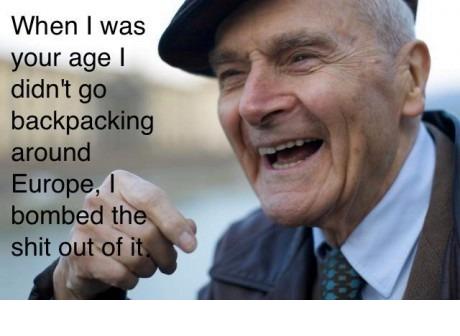 When I was
your age I
didn't go
backpacking
around
Europe, I
bombed the
shit out of it.